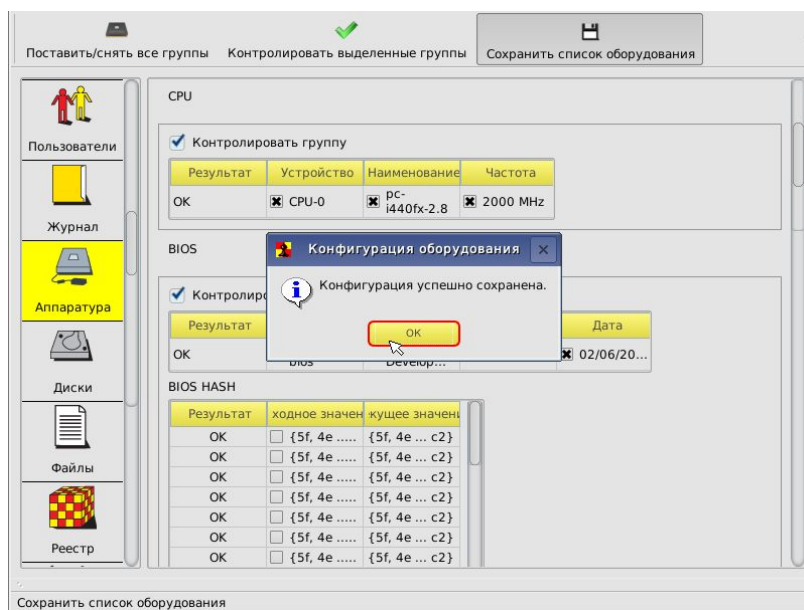 Поставить/снять все группы Контролировать выделенные группы Сохранить список оборудования
CPU
Пользователи
Контролировать группу
Результат Устройство Наименование Частота
OK CPU-0 pc-i440fx-2.8 2000 MHz
Журнал
BIOS
Конфигурация оборудования
Конфигурация успешно сохранена.
OK
Аппаратура
Контролиро
Результат Дата
OK bios Develop... 02/06/20...
Диски
BIOS HASH
Результат ходное значен кущее значени
OK {5f, 4e ..... {5f, 4e ... c2}
OK {5f, 4e ..... {5f, 4e ... c2}
Файлы
OK {5f, 4e ..... {5f, 4e ... c2}
OK {5f, 4e ..... {5f, 4e ... c2}
OK {5f, 4e ..... {5f, 4e ... c2}
OK {5f, 4e ..... {5f, 4e ... c2}
OK {5f, 4e ..... {5f, 4e ... c2}
Реестр
Сохранить список оборудования